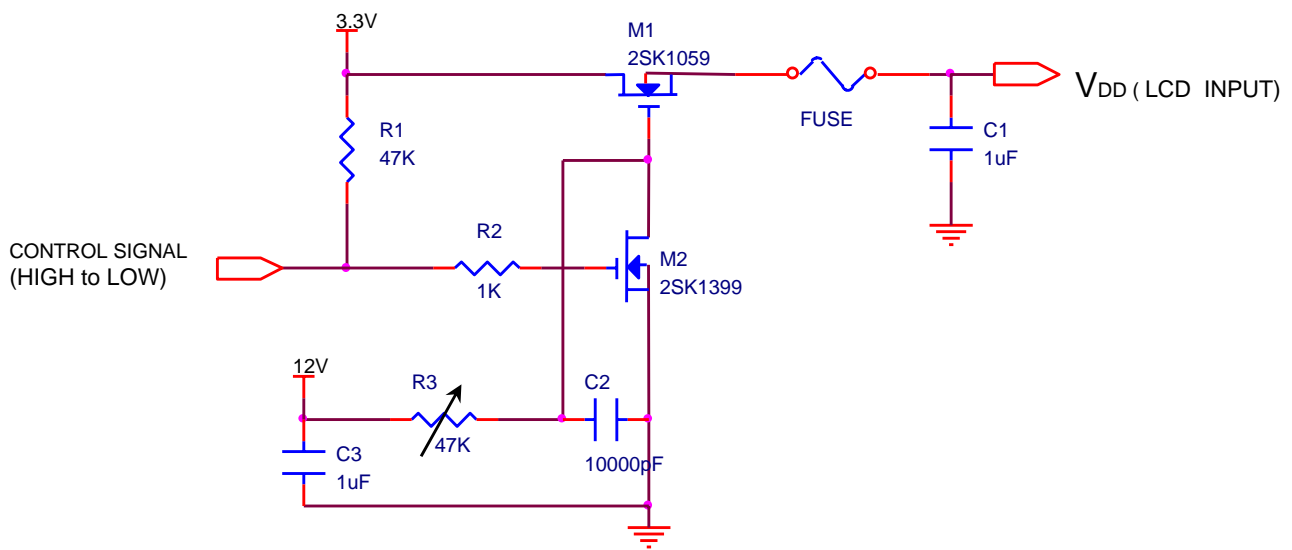 3.3V
M1
2SK1059
VDD ( LCD INPUT)
FUSE
R1
47K
C1
1uF
CONTROL SIGNAL
(HIGH to LOW)
R2
1K
M2
2SK1399
12V
R3
47K
C2
10000pF
C3
1uF